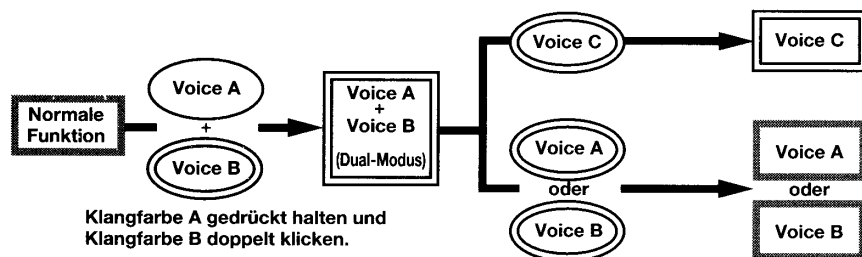 Normale
Funktion
Voice A
+
Voice B
Klangfarbe A gedrückt halten und
Klangfarbe B doppelt klicken.
Voice A
+
Voice B
(Dual-Modus)
Voice C
Voice C
Voice A
oder
Voice B
Voice A
oder
Voice B